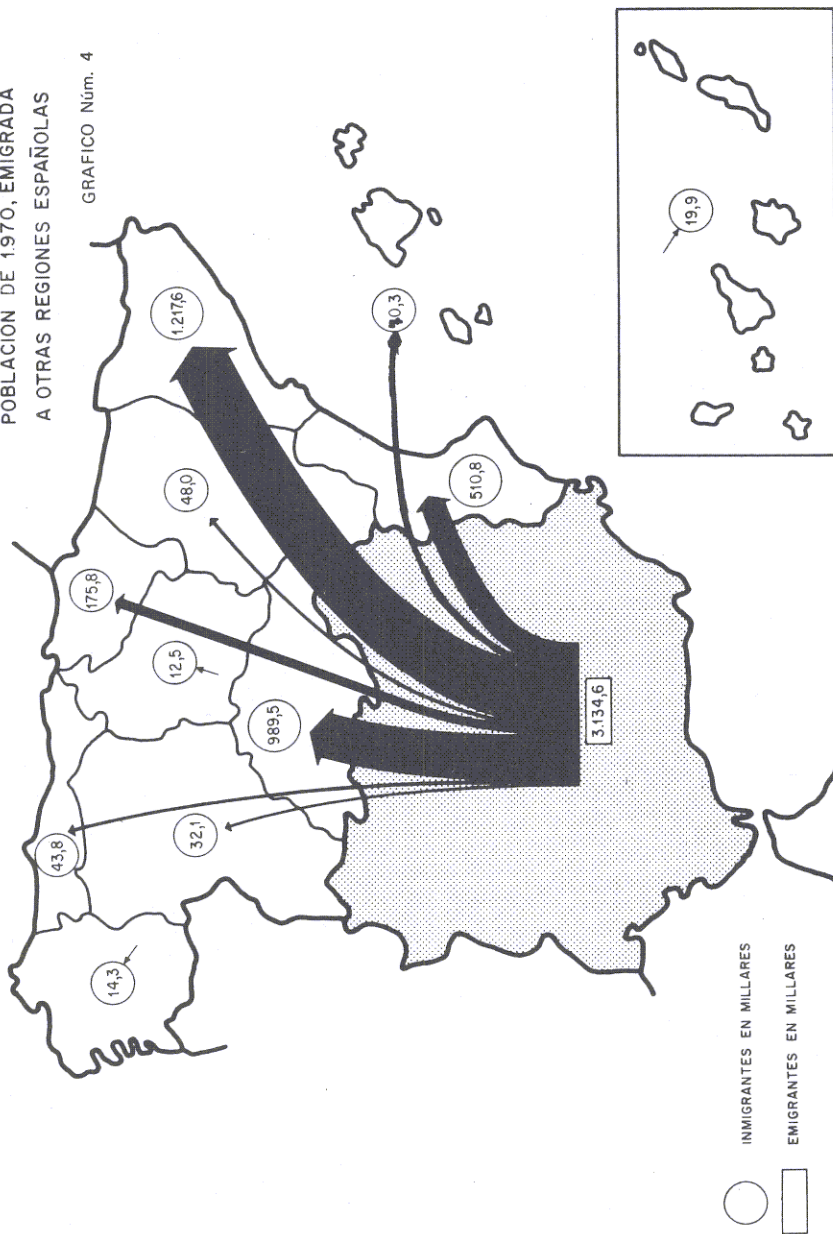 POBLACION DE 1.970, EMIGRADA
A OTRAS REGIONES ESPAÑOLAS
GRAFICO Núm. 4
43,8
175,8
14,3
12,5
48,0
1.217,6
32,1
989,5
510,8
3.134,6
19,9
INMIGRANTES EN MILLARES
EMIGRANTES EN MILLARES